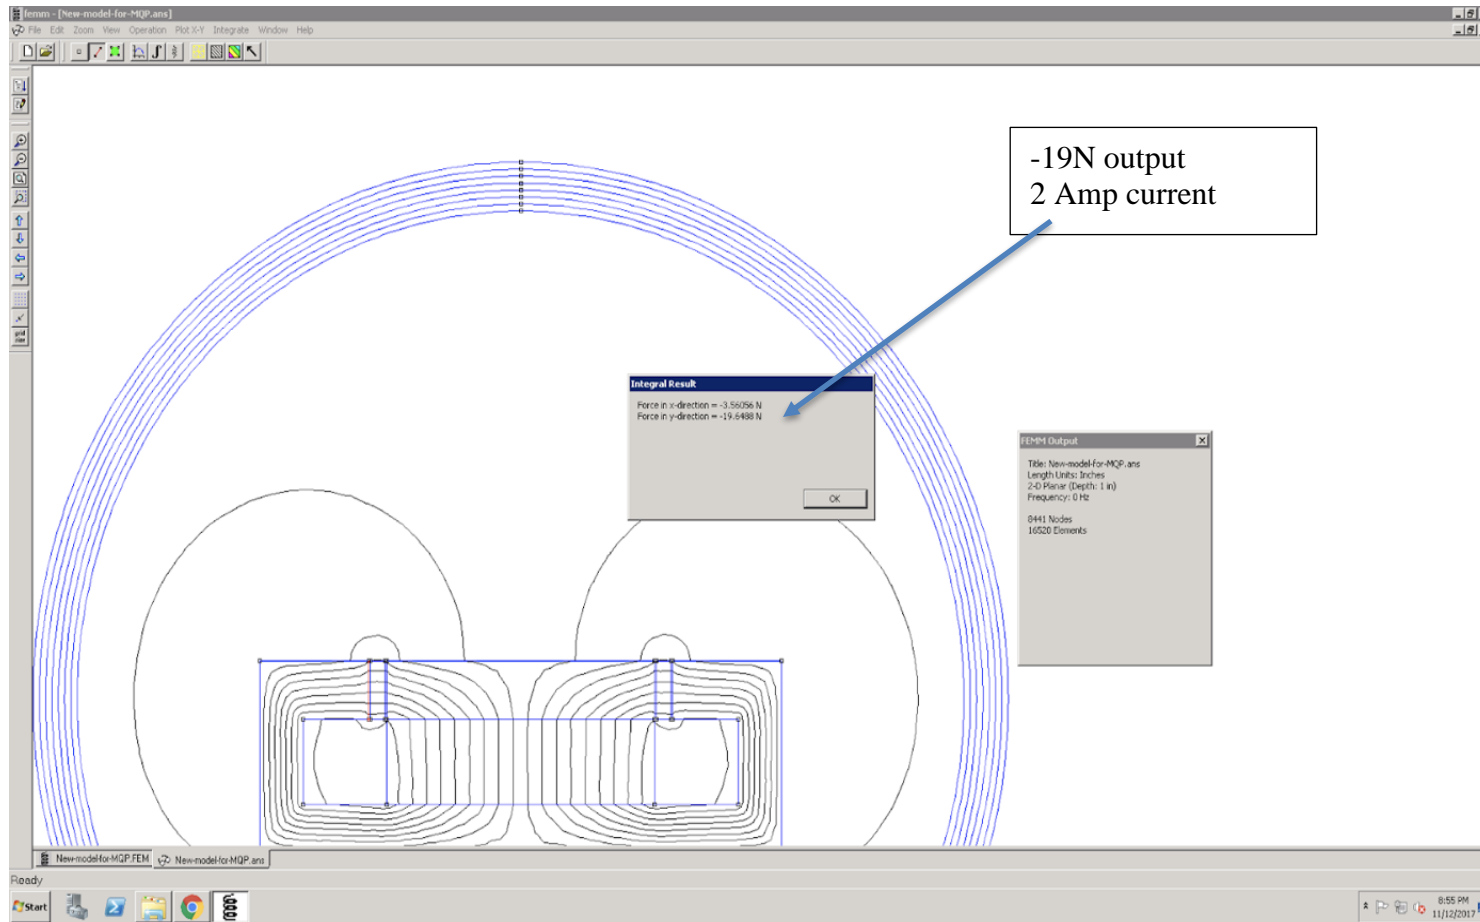 femm - [New-model-for-MQP.ans]
File Edit Zoom View Operation Plot X-Y Integrate Window Help
-19N output
2 Amp current
Integral Result
Force in x-direction = -3.56056 N
Force in y-direction = -19.6488 N
OK
FEMM Output
Title: New-model-for-MQP.ans
Length Units: Inches
2-D Planar (Depth: 1 in)
Frequency: 0 Hz
8441 Nodes
16520 Elements
grid size
New-model-for-MQP.FEM New-model-for-MQP.ans
Ready
Start
8:55 PM
11/12/2017